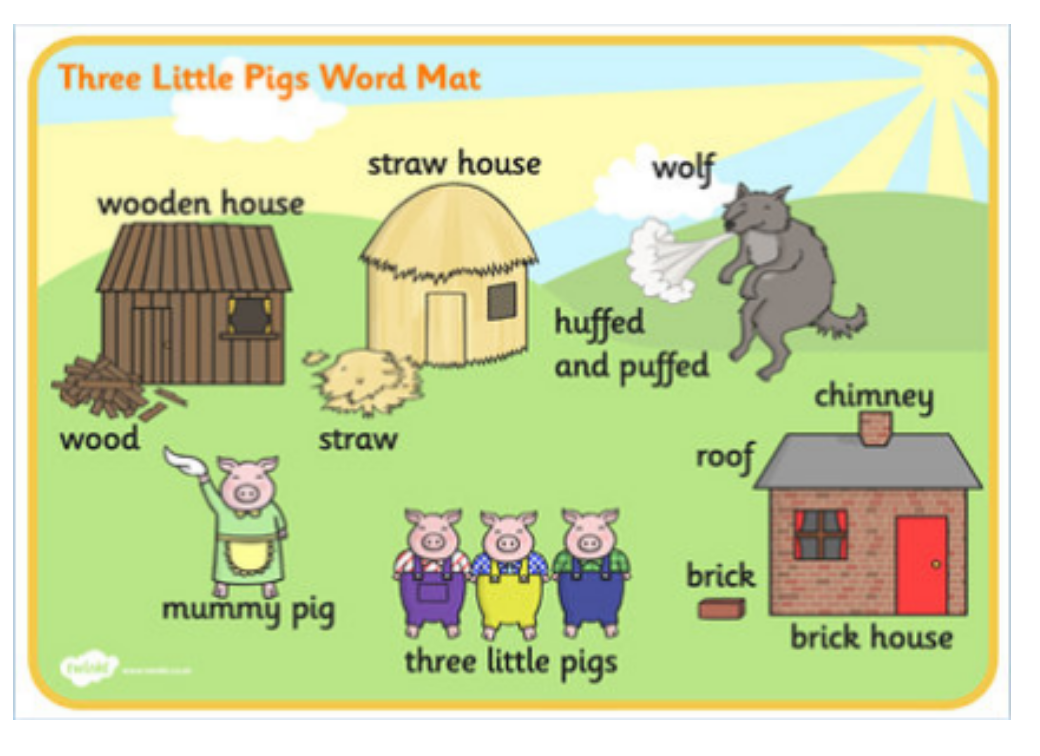 Three Little Pigs Word Mat
straw house
wolf
wooden house
huffed
and puffed
chimney
wood
straw
roof
brick
mummy pig
brick house
three little pigs
twinkl